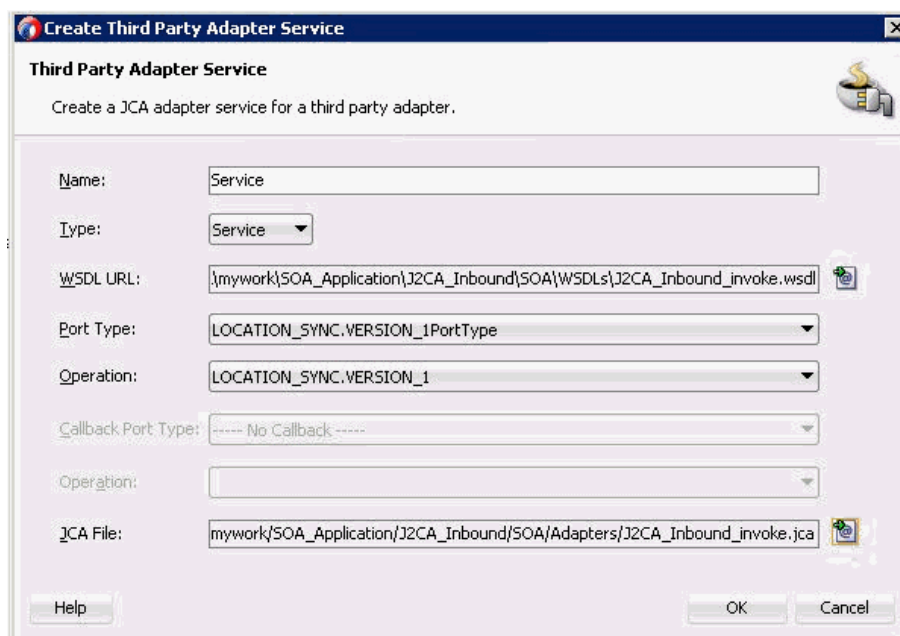 Create Third Party Adapter Service
Third Party Adapter Service
Create a JCA adapter service for a third party adapter.
Name: Service
Type: Service
WSDL URL: .\mywork\SOA_Application\J2CA_Inbound\SOA\WSDLs\J2CA_Inbound_invoke.wsdl
Port Type: LOCATION_SYNC.VERSION_1PortType
Operation: LOCATION_SYNC.VERSION_1
Callback Port Type: ----- No Callback -----
Operation:
JCA File: mywork/SOA_Application/J2CA_Inbound/SOA/Adapters/J2CA_Inbound_invoke.jca
Help OK Cancel